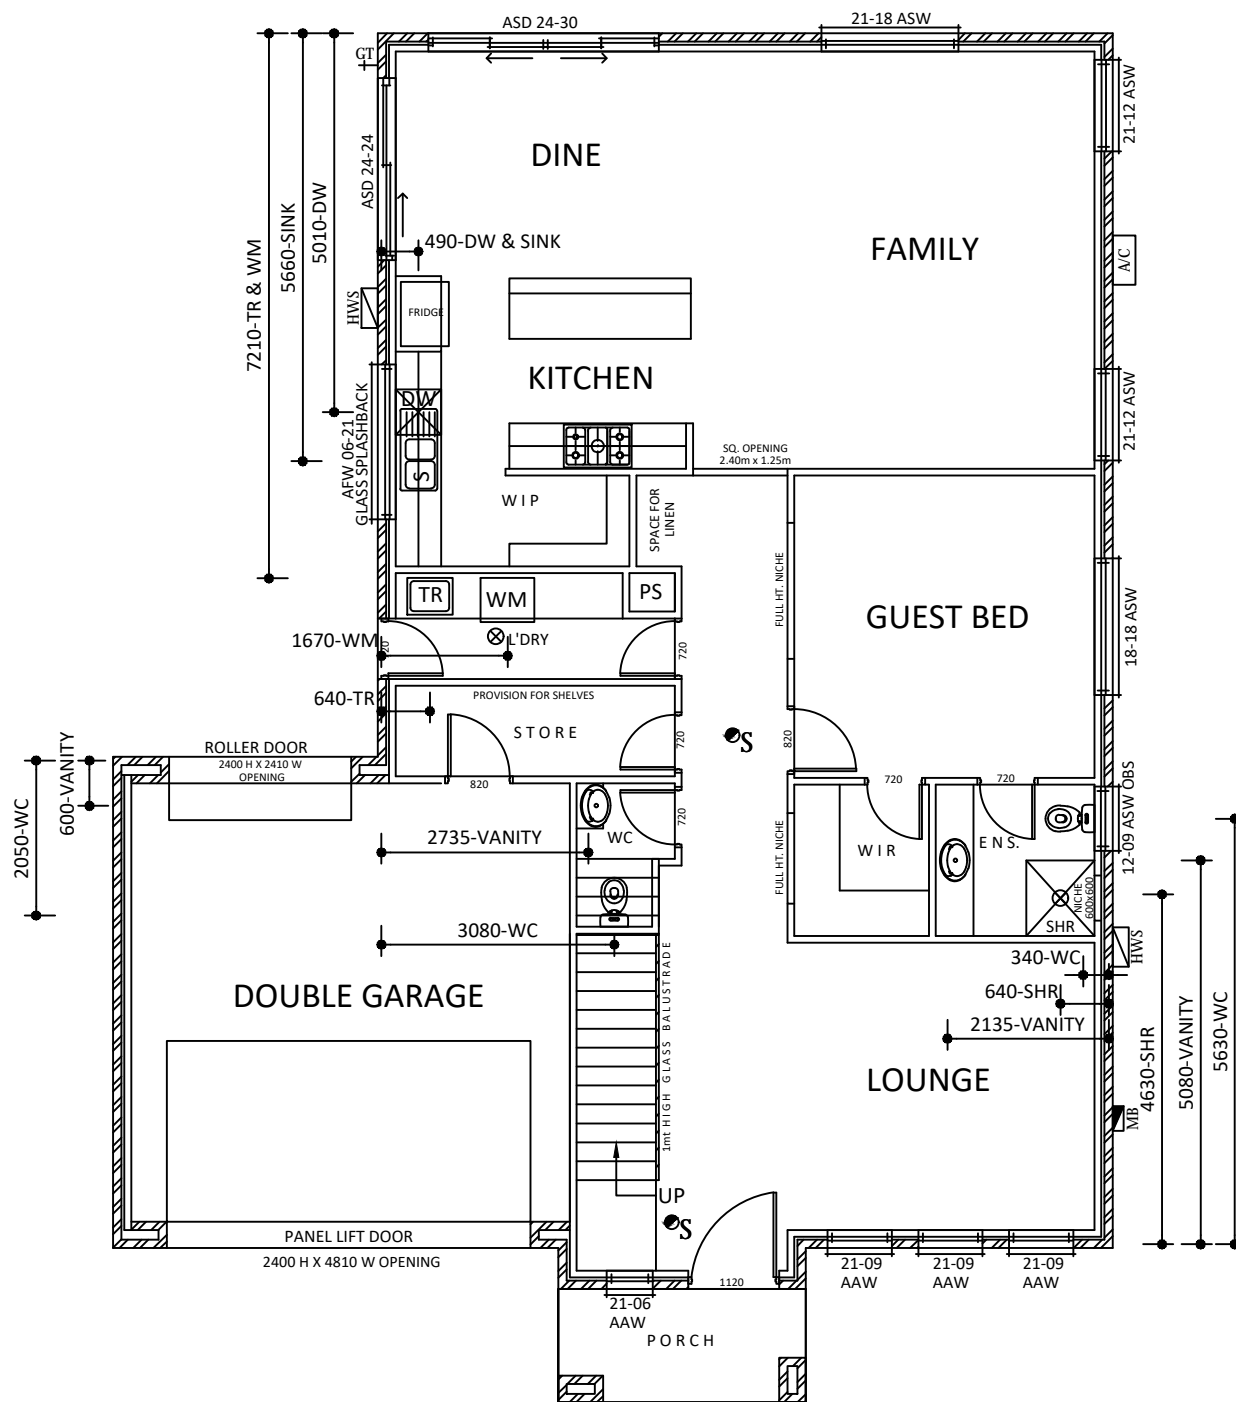 ASD 24-30
21-18 ASW
GT
21-12 ASW
DINE
ASD 24-24
FAMILY
490-DW & SINK
A/C
7210-TR & WM
5660-SINK
5010-DW
HWS
FRIDGE
KITCHEN
DW
AFW 06-21
GLASS SPLASHBACK
21-12 ASW
SQ. OPENING
2.40m x 1.25m
S
W I P
SPACE FOR
LINEN
FULL HT. NICHE
TR
WM
PS
GUEST BED
18-18 ASW
1670-WM
L'DRY
720
640-TR
PROVISION FOR SHELVES
S T O R E
720
S
820
ROLLER DOOR
2400 H X 2410 W
OPENING
820
720
720
600-VANITY
2050-WC
2735-VANITY
WC
720
FULL HT. NICHE
W I R
E N S.
12-09 ASW OBS
NICHE
600x600
SHR
3080-WC
340-WC
HWS
640-SHR
2135-VANITY
DOUBLE GARAGE
1mt HIGH GLASS BALUSTRADE
LOUNGE
4630-SHR
5080-VANITY
5630-WC
MB
UP
S
PANEL LIFT DOOR
2400 H X 4810 W OPENING
1120
21-09
AAW
21-09
AAW
21-09
AAW
21-06
AAW
P O R C H